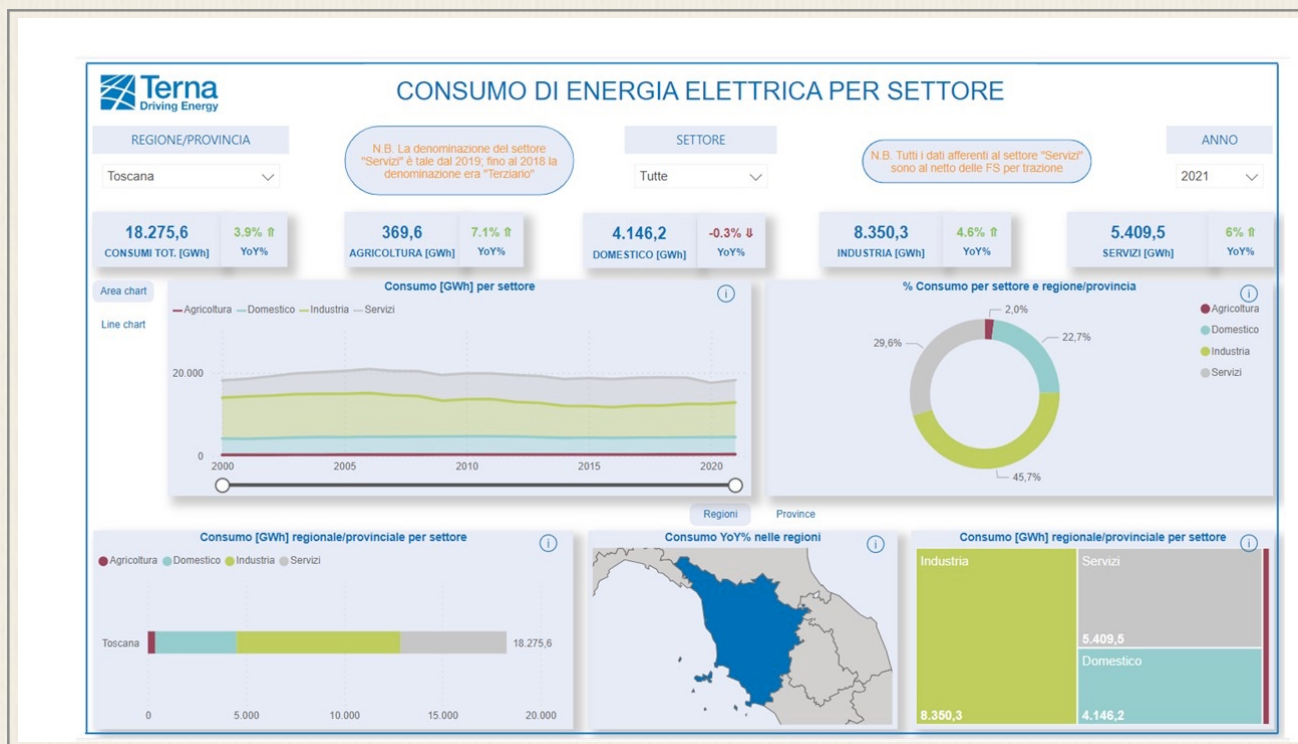 Terna
Driving Energy
CONSUMO DI ENERGIA ELETTRICA PER SETTORE
REGIONE/PROVINCIA
Toscana
N.B. La denominazione del settore
"Servizi" è tale dal 2019; fino al 2018 la
denominazione era "Terziario"
SETTORE
Tutte
N.B. Tutti i dati afferenti al settore "Servizi"
sono al netto delle FS per trazione
ANNO
2021
18.275,6
CONSUMI TOT. [GWh]
3.9% ⇑
YoY%
369,6
AGRICOLTURA [GWh]
7.1% ⇑
YoY%
4.146,2
DOMESTICO [GWh]
-0.3% ⇓
YoY%
8.350,3
INDUSTRIA [GWh]
4.6% ⇑
YoY%
5.409,5
SERVIZI [GWh]
6% ⇑
YoY%
Area chart
Line chart
Consumo [GWh] per settore
Agricoltura Domestico Industria Servizi
20.000
0
2000 2005 2010 2015 2020
% Consumo per settore e regione/provincia
2,0%
22,7%
29,6%
45,7%
Agricoltura
Domestico
Industria
Servizi
Regioni Province
Consumo [GWh] regionale/provinciale per settore
Agricoltura Domestico Industria Servizi
Toscana 18.275,6
0 5.000 10.000 15.000 20.000
Consumo YoY% nelle regioni
Consumo [GWh] regionale/provinciale per settore
Industria
8.350,3
Servizi
5.409,5
Domestico
4.146,2